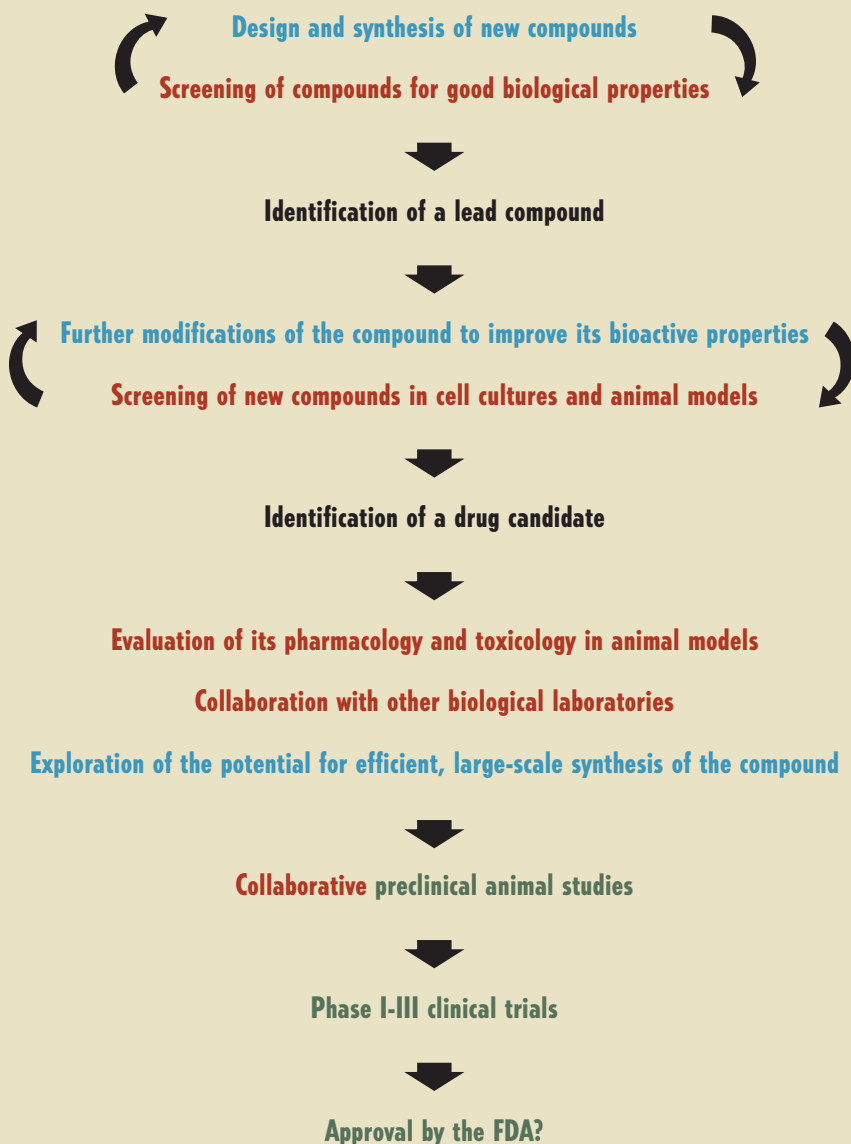 Design and synthesis of new compounds
Screening of compounds for good biological properties
Identification of a lead compound
Further modifications of the compound to improve its bioactive properties
Screening of new compounds in cell cultures and animal models
Identification of a drug candidate
Evaluation of its pharmacology and toxicology in animal models
Collaboration with other biological laboratories
Exploration of the potential for efficient, large-scale synthesis of the compound
Collaborative preclinical animal studies
Phase I-III clinical trials
Approval by the FDA?